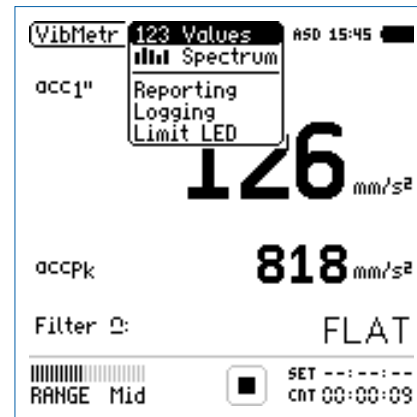 VibMetr 123 Values ASD 15:45
Spectrum
acc1" Reporting
Logging
Limit LED
126 mm/s²
accPk 818 mm/s²
Filter Ω: FLAT
SET --:--:--
RANGE Mid CNT 00:00:09